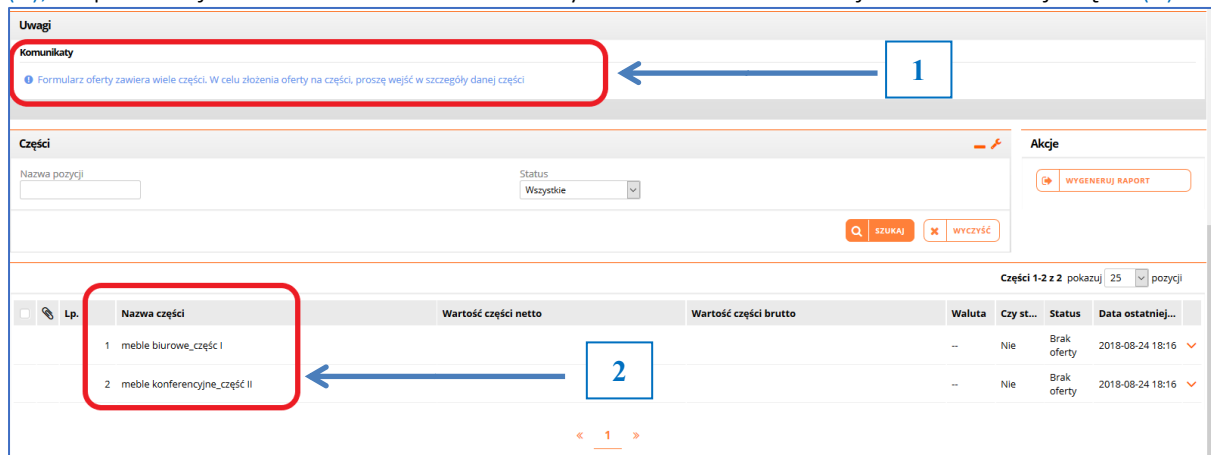 Uwagi
Komunikaty
Formularz oferty zawiera wiele części. W celu złożenia oferty na części, proszę wejść w szczegóły danej części
1
Części
Akcje
Nazwa pozycji
Status
Wszystkie
WYGENERUJ RAPORT
SZUKAJ
WYCZYŚĆ
Części 1-2 z 2 pokazuj 25 pozycji
Lp. Nazwa części Wartość części netto Wartość części brutto Waluta Czy st... Status Data ostatniej...
1 meble biurowe_częśc I -- Nie Brak oferty 2018-08-24 18:16
2 meble konferencyjne_część II -- Nie Brak oferty 2018-08-24 18:16
2
« 1 »